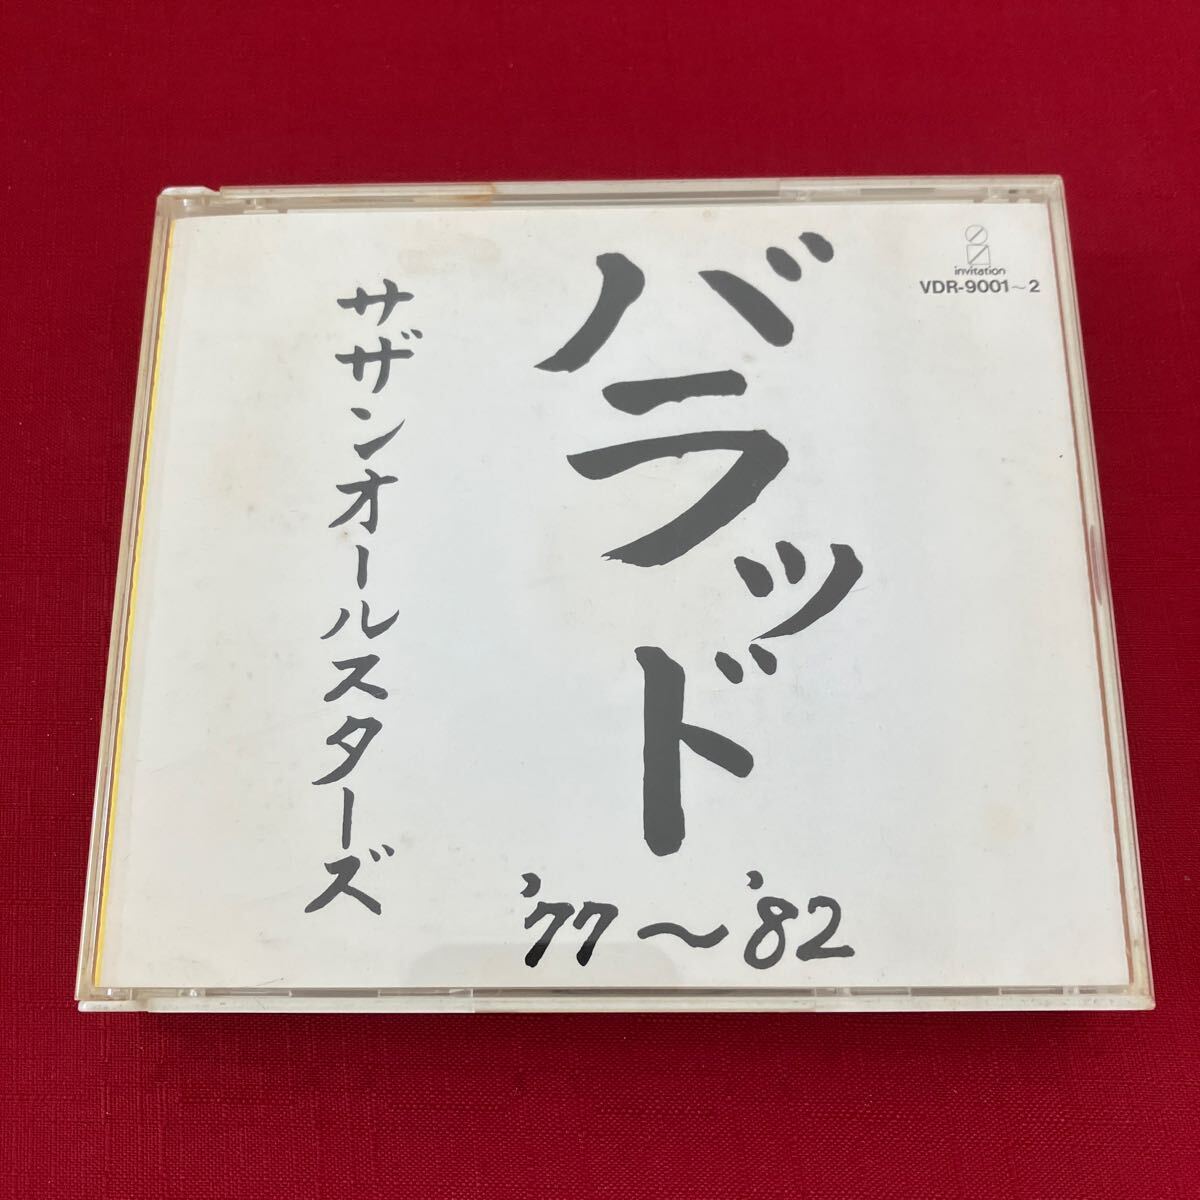 バラッド
'77～'82
サザンオールスターズ
invitation
VDR-9001～2